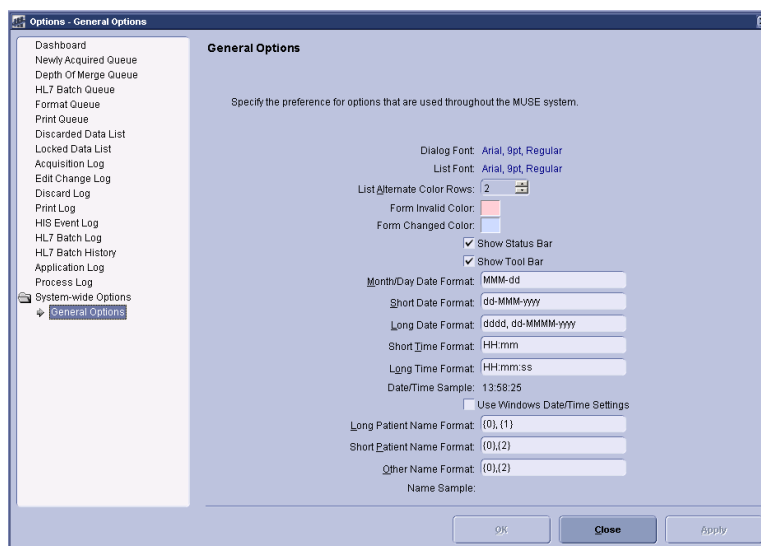 Options - General Options
Dashboard
Newly Acquired Queue
Depth Of Merge Queue
HL7 Batch Queue
Format Queue
Print Queue
Discarded Data List
Locked Data List
Acquisition Log
Edit Change Log
Discard Log
Print Log
HIS Event Log
HL7 Batch Log
HL7 Batch History
Application Log
Process Log
System-wide Options
General Options
General Options
Specify the preference for options that are used throughout the MUSE system.
Dialog Font: Arial, 9pt, Regular
List Font: Arial, 9pt, Regular
List Alternate Color Rows: 2
Form Invalid Color:
Form Changed Color:
Show Status Bar
Show Tool Bar
Month/Day Date Format: MMM-dd
Short Date Format: dd-MMM-yyyy
Long Date Format: dddd, dd-MMMM-yyyy
Short Time Format: HH:mm
Long Time Format: HH:mm:ss
Date/Time Sample: 13:58:25
Use Windows Date/Time Settings
Long Patient Name Format: {0}, {1}
Short Patient Name Format: {0},{2}
Other Name Format: {0},{2}
Name Sample:
OK Close Apply